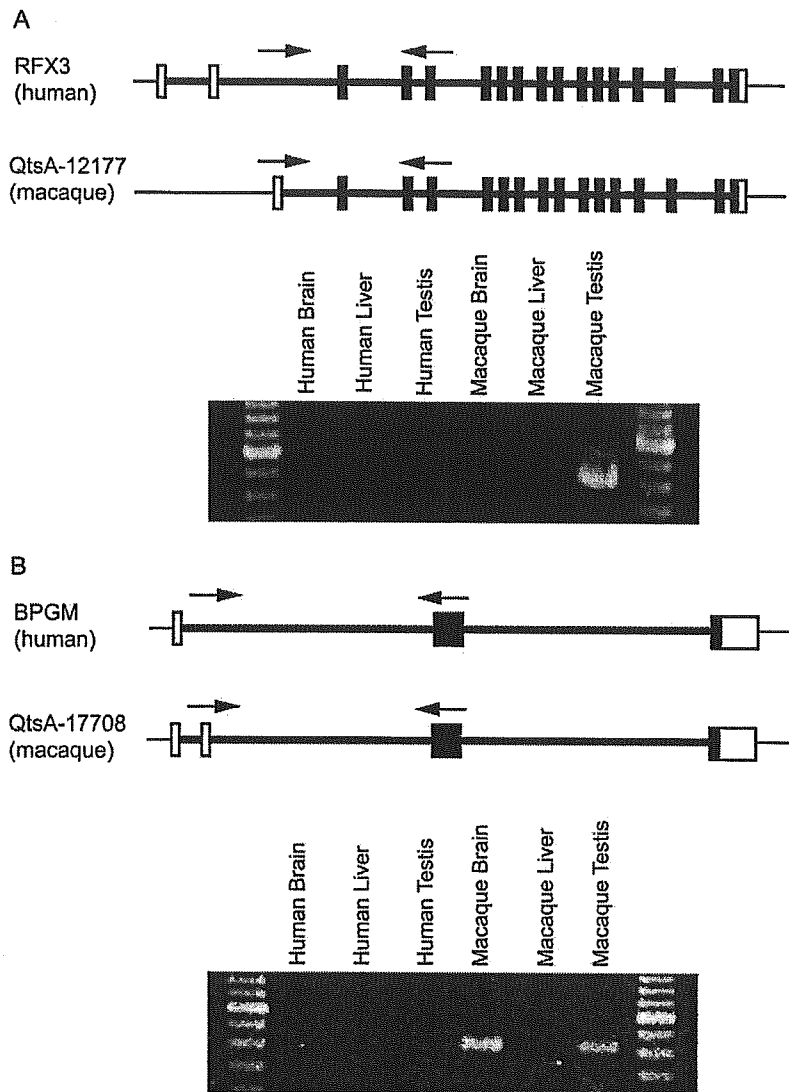 A
RFX3
(human)
QtsA-12177
(macaque)
Human Brain
Human Liver
Human Testis
Macaque Brain
Macaque Liver
Macaque Testis
B
BPGM
(human)
QtsA-17708
(macaque)
Human Brain
Human Liver
Human Testis
Macaque Brain
Macaque Liver
Macaque Testis